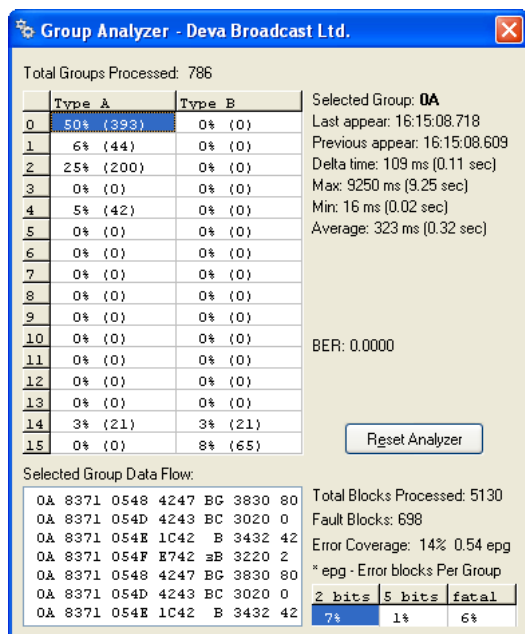 Group Analyzer - Deva Broadcast Ltd.
Total Groups Processed: 786
Type A Type B
0 50% (393) 0% (0)
1 6% (44) 0% (0)
2 25% (200) 0% (0)
3 0% (0) 0% (0)
4 5% (42) 0% (0)
5 0% (0) 0% (0)
6 0% (0) 0% (0)
7 0% (0) 0% (0)
8 0% (0) 0% (0)
9 0% (0) 0% (0)
10 0% (0) 0% (0)
11 0% (0) 0% (0)
12 0% (0) 0% (0)
13 0% (0) 0% (0)
14 3% (21) 3% (21)
15 0% (0) 8% (65)
Selected Group: 0A
Last appear: 16:15:08.718
Previous appear: 16:15:08.609
Delta time: 109 ms (0.11 sec)
Max: 9250 ms (9.25 sec)
Min: 16 ms (0.02 sec)
Average: 323 ms (0.32 sec)
BER: 0.0000
Reset Analyzer
Selected Group Data Flow:
0A 8371 0548 4247 BG 3830 80
0A 8371 054D 4243 BC 3020 0
0A 8371 054E 1C42 B 3432 42
0A 8371 054F E742 зB 3220 2
0A 8371 0548 4247 BG 3830 80
0A 8371 054D 4243 BC 3020 0
0A 8371 054E 1C42 B 3432 42
Total Blocks Processed: 5130
Fault Blocks: 698
Error Coverage: 14% 0.54 epg
* epg - Error blocks Per Group
2 bits 5 bits fatal
7% 1% 6%